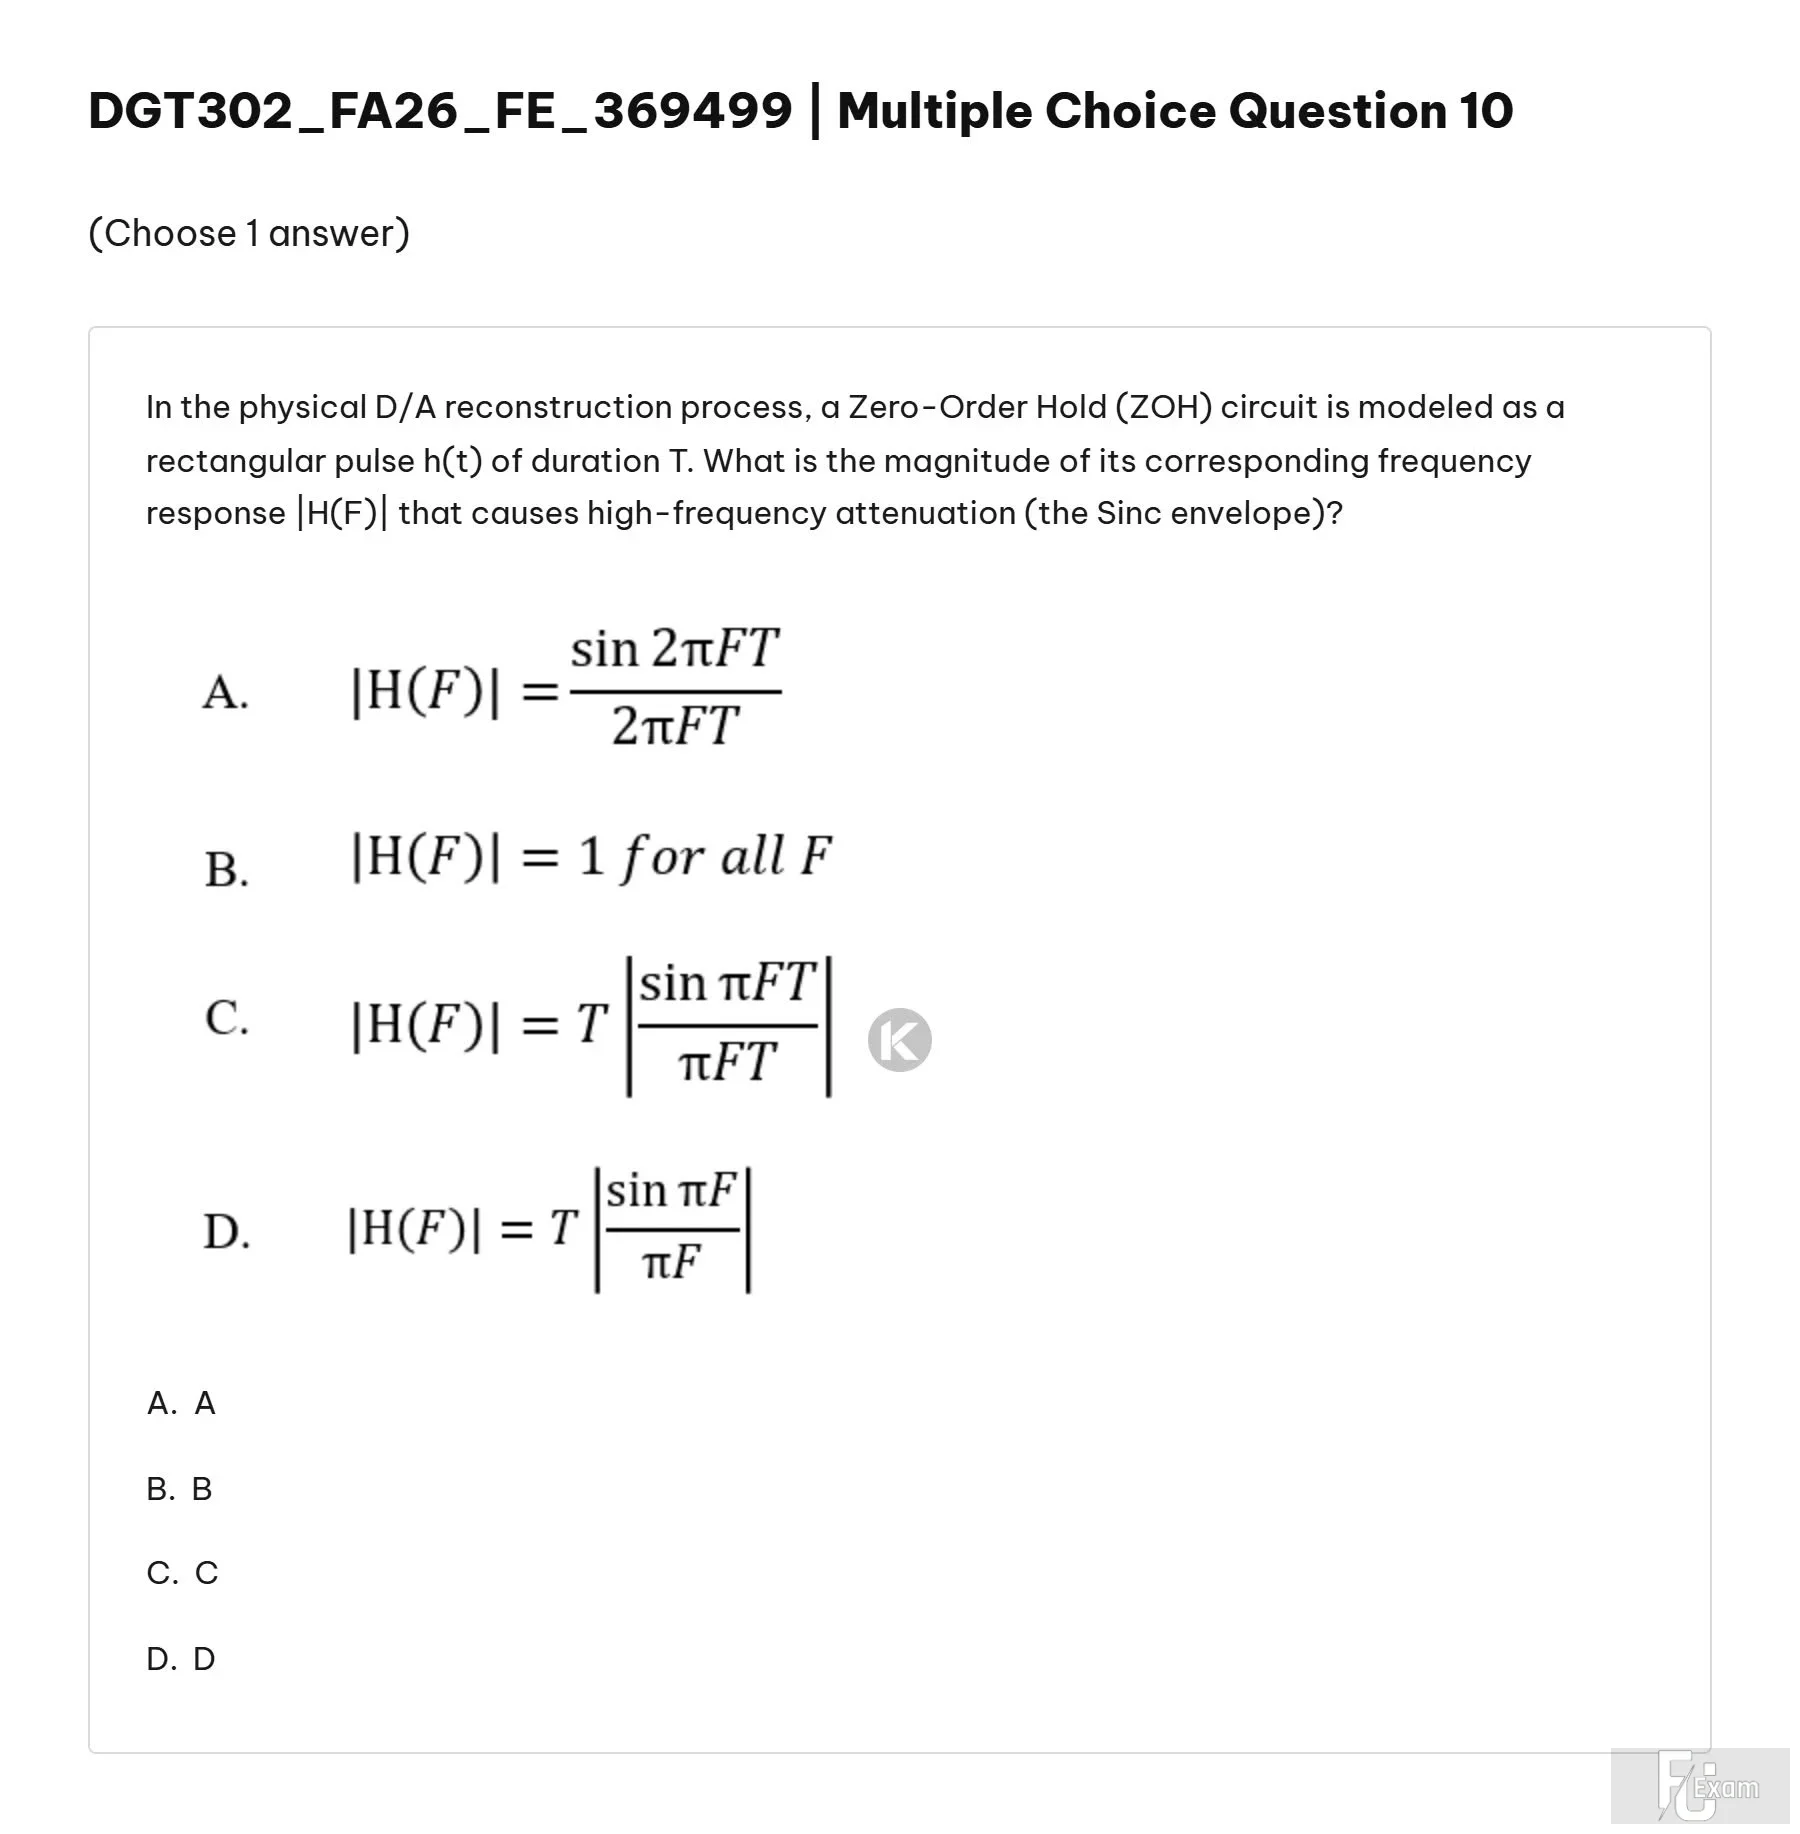 DGT302_FA26_FE_369499 | Multiple Choice Question 10
(Choose 1 answer)
In the physical D/A reconstruction process, a Zero-Order Hold (ZOH) circuit is modeled as a
rectangular pulse h(t) of duration T. What is the magnitude of its corresponding frequency
response |H(F)| that causes high-frequency attenuation (the Sinc envelope)?
A. |H(F)| = sin 2πFT / 2πFT
B. |H(F)| = 1 for all F
C. |H(F)| = T |sin πFT / πFT|
K
D. |H(F)| = T |sin πF / πF|
A. A
B. B
C. C
D. D
FU Exam